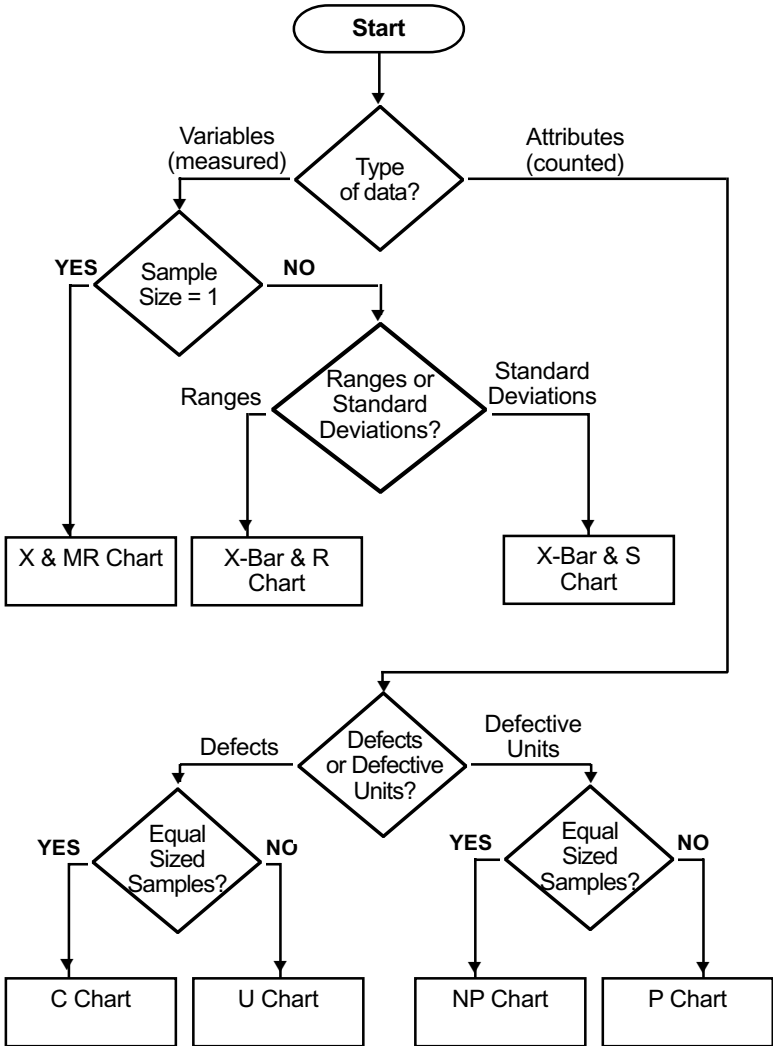 Start
Variables
(measured)
Type
of data?
Attributes
(counted)
YES
Sample
Size = 1
NO
Ranges
Ranges or
Standard
Deviations?
Standard
Deviations
X & MR Chart
X-Bar & R
Chart
X-Bar & S
Chart
Defects
Defects
or Defective
Units?
Defective
Units
YES
Equal
Sized
Samples?
NO
YES
Equal
Sized
Samples?
NO
C Chart
U Chart
NP Chart
P Chart